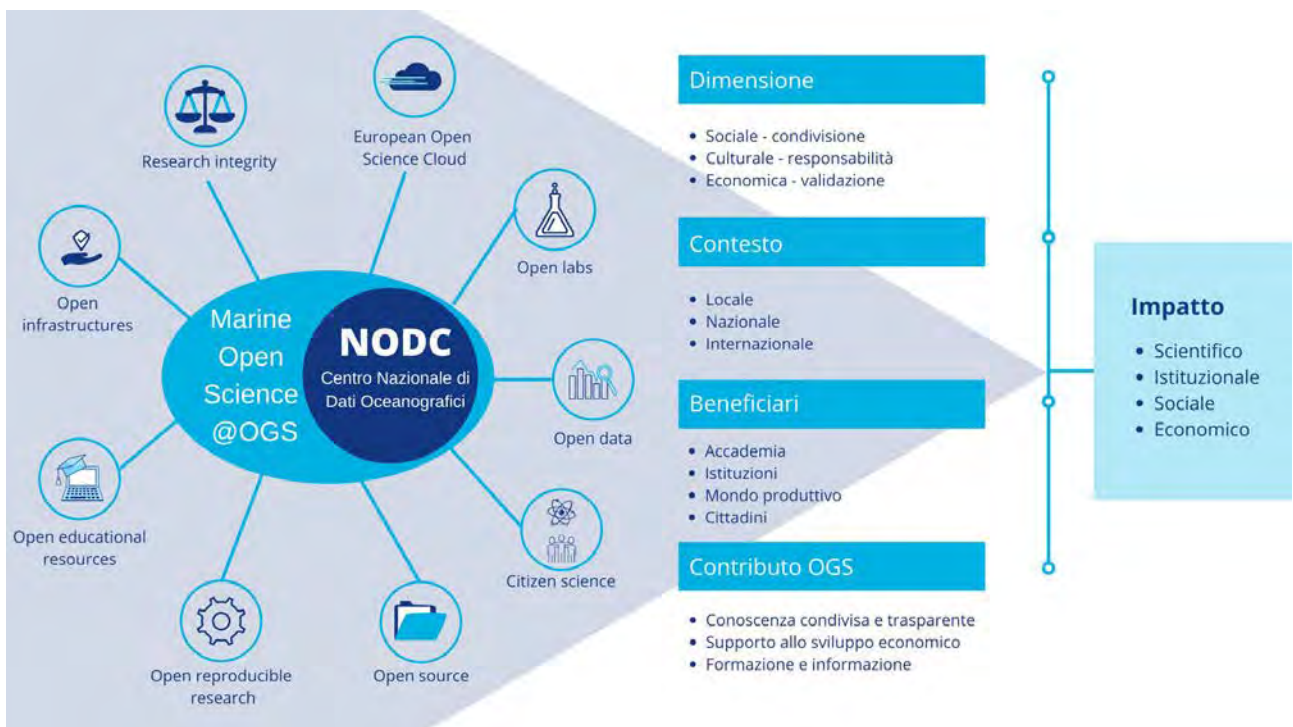 Research integrity
European Open
Science Cloud
Open labs
Open data
Citizen science
Open source
Open reproducible
research
Open educational
resources
Open
infrastructures
Marine
Open
Science
@OGS
NODC
Centro Nazionale di
Dati Oceanografici
Dimensione
• Sociale - condivisione
• Culturale - responsabilità
• Economica - validazione
Contesto
• Locale
• Nazionale
• Internazionale
Beneficiari
• Accademia
• Istituzioni
• Mondo produttivo
• Cittadini
Contributo OGS
• Conoscenza condivisa e trasparente
• Supporto allo sviluppo economico
• Formazione e informazione
Impatto
• Scientifico
• Istituzionale
• Sociale
• Economico